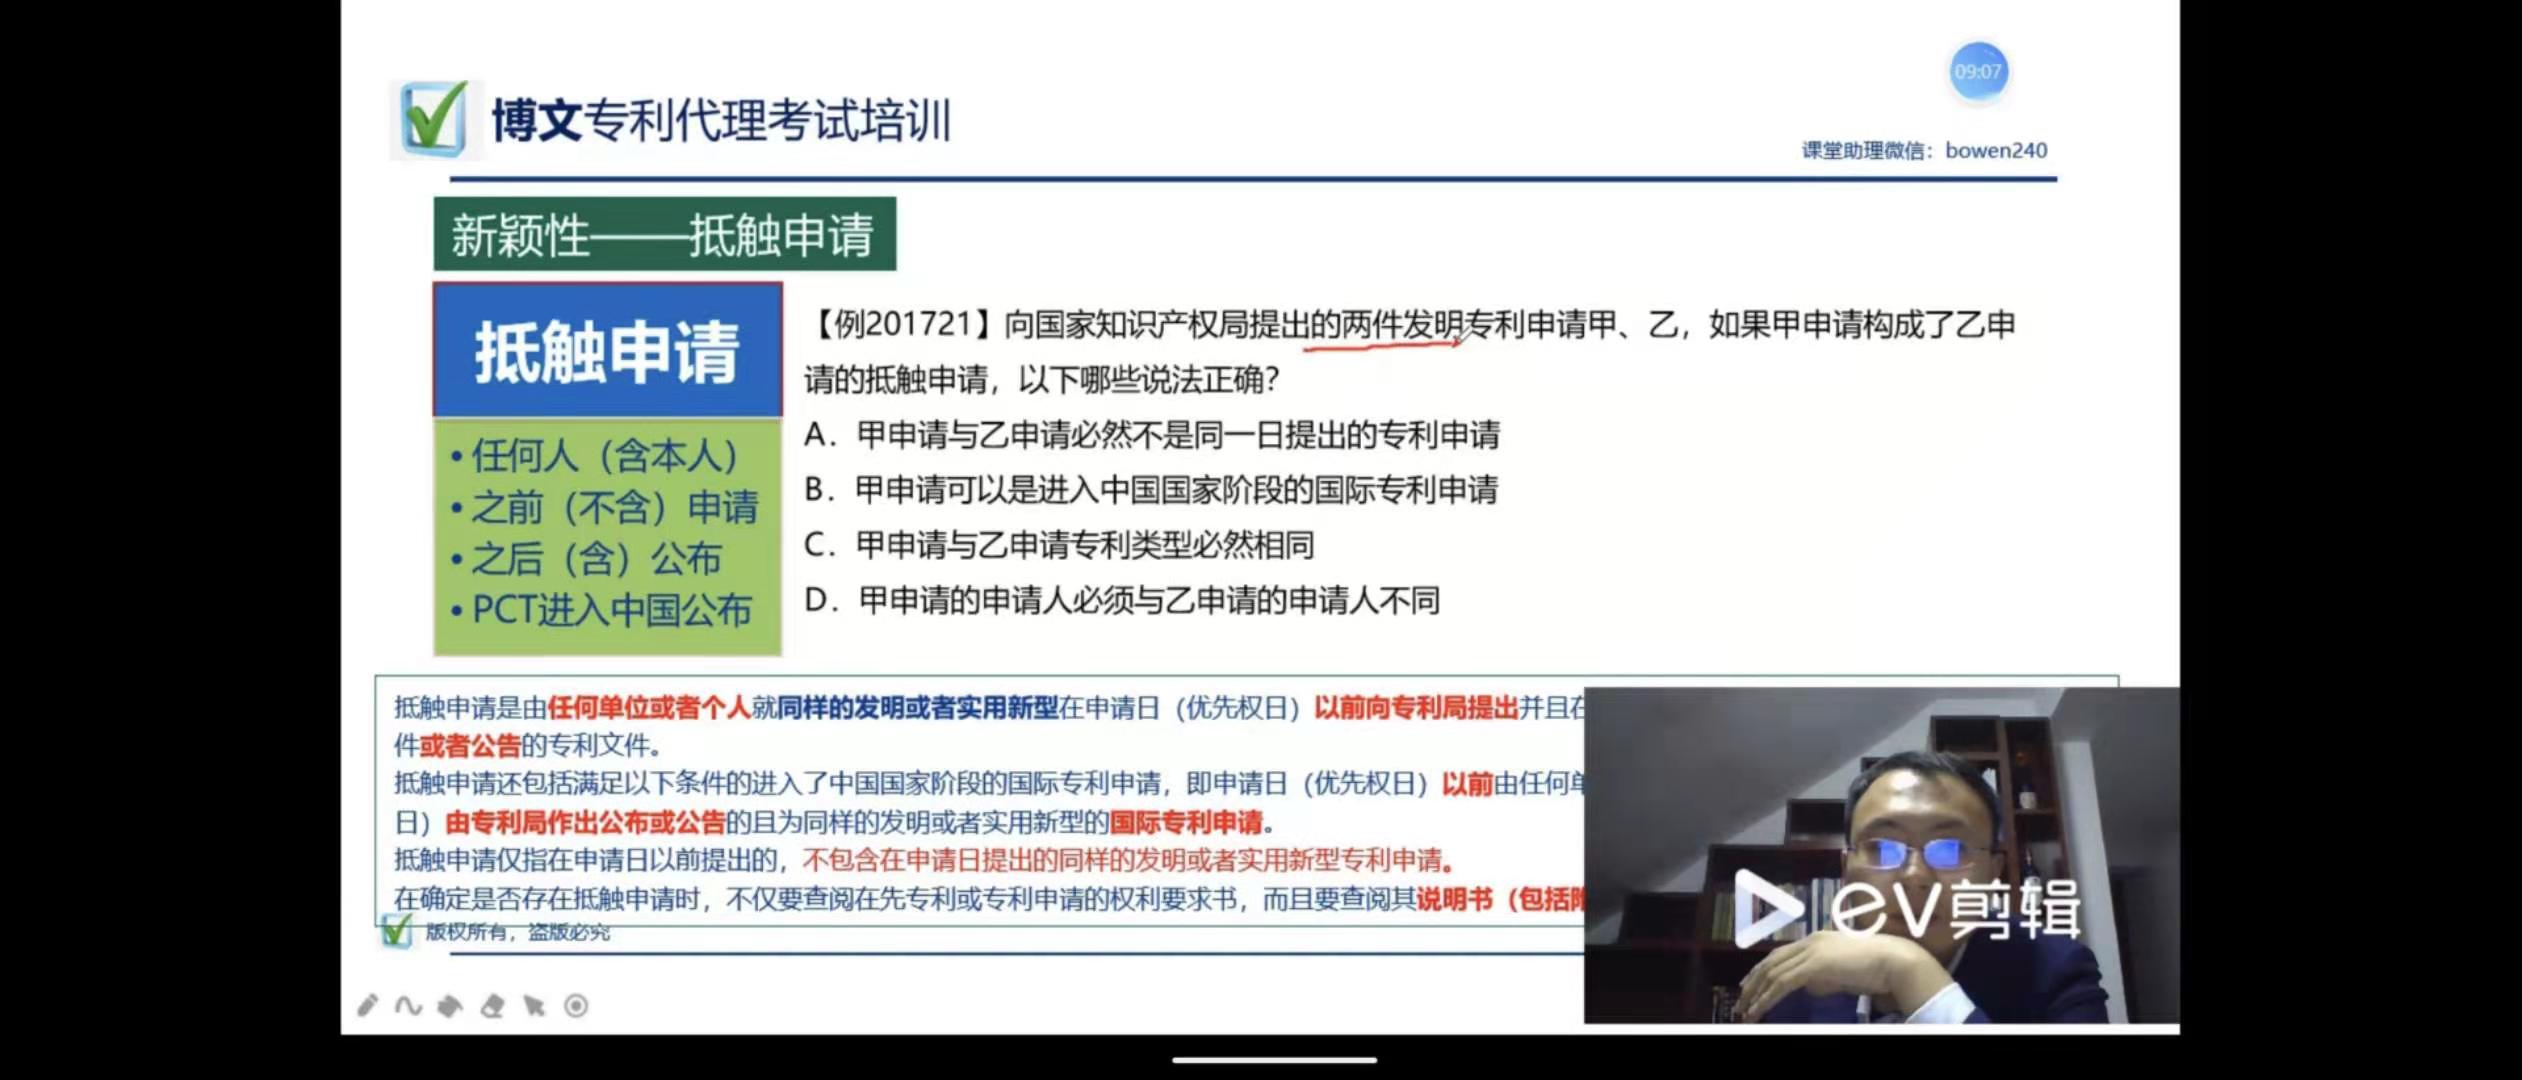 09:07
博文专利代理考试培训
课堂助理微信：bowen240
新颖性——抵触申请
抵触申请
• 任何人（含本人）
• 之前（不含）申请
• 之后（含）公布
• PCT进入中国公布
【例201721】向国家知识产权局提出的两件发明专利申请甲、乙，如果甲申请构成了乙申
请的抵触申请，以下哪些说法正确？
A．甲申请与乙申请必然不是同一日提出的专利申请
B．甲申请可以是进入中国国家阶段的国际专利申请
C．甲申请与乙申请专利类型必然相同
D．甲申请的申请人必须与乙申请的申请人不同
抵触申请是由任何单位或者个人就同样的发明或者实用新型在申请日（优先权日）以前向专利局提出并且在
件或者公告的专利文件。
抵触申请还包括满足以下条件的进入了中国国家阶段的国际专利申请，即申请日（优先权日）以前由任何单
日）由专利局作出公布或公告的且为同样的发明或者实用新型的国际专利申请。
抵触申请仅指在申请日以前提出的，不包含在申请日提出的同样的发明或者实用新型专利申请。
在确定是否存在抵触申请时，不仅要查阅在先专利或专利申请的权利要求书，而且要查阅其说明书（包括附
版权所有，盗版必究
ev剪辑